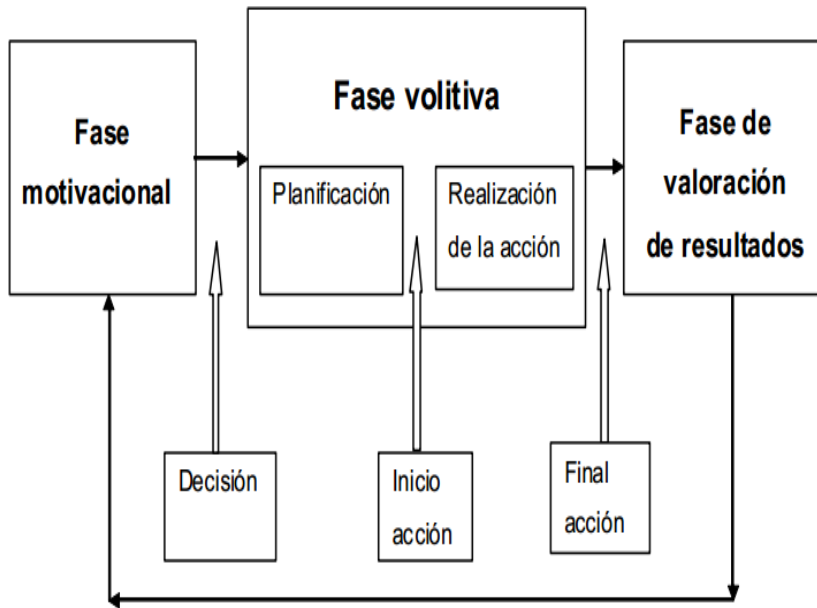 Fase
motivacional
Fase volitiva
Planificación
Realización
de la acción
Fase de
valoración
de resultados
Decisión
Inicio
acción
Final
acción